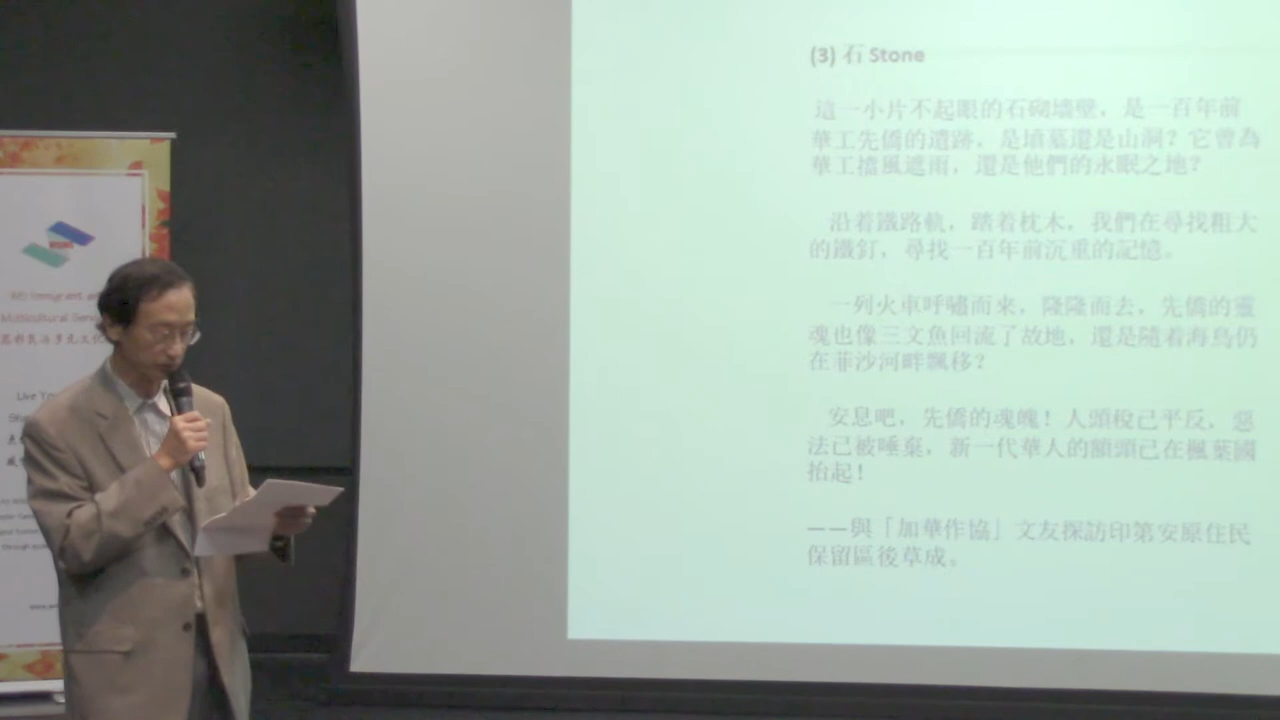 (3) 石 Stone
這一小片不起眼的石砌墻壁，是一百年前
華工先僑的遺跡，是墳墓還是山洞？它曾為
華工擋風遮雨，還是他們的永眠之地？
沿着鐵路軌，踏着枕木，我們在尋找粗大
的鐵釘，尋找一百年前沉重的記憶。
一列火車呼嘯而來，隆隆而去，先僑的靈
魂也像三文魚回流了故地，還是隨着海鳥仍
在菲沙河畔飄移？
安息吧，先僑的魂魄！人頭稅已平反，惡
法已被唾棄，新一代華人的額頭已在楓葉國
抬起！
——與「加華作協」文友探訪印第安原住民
保留區後草成。
Immigrant
Multicultural
Live
through